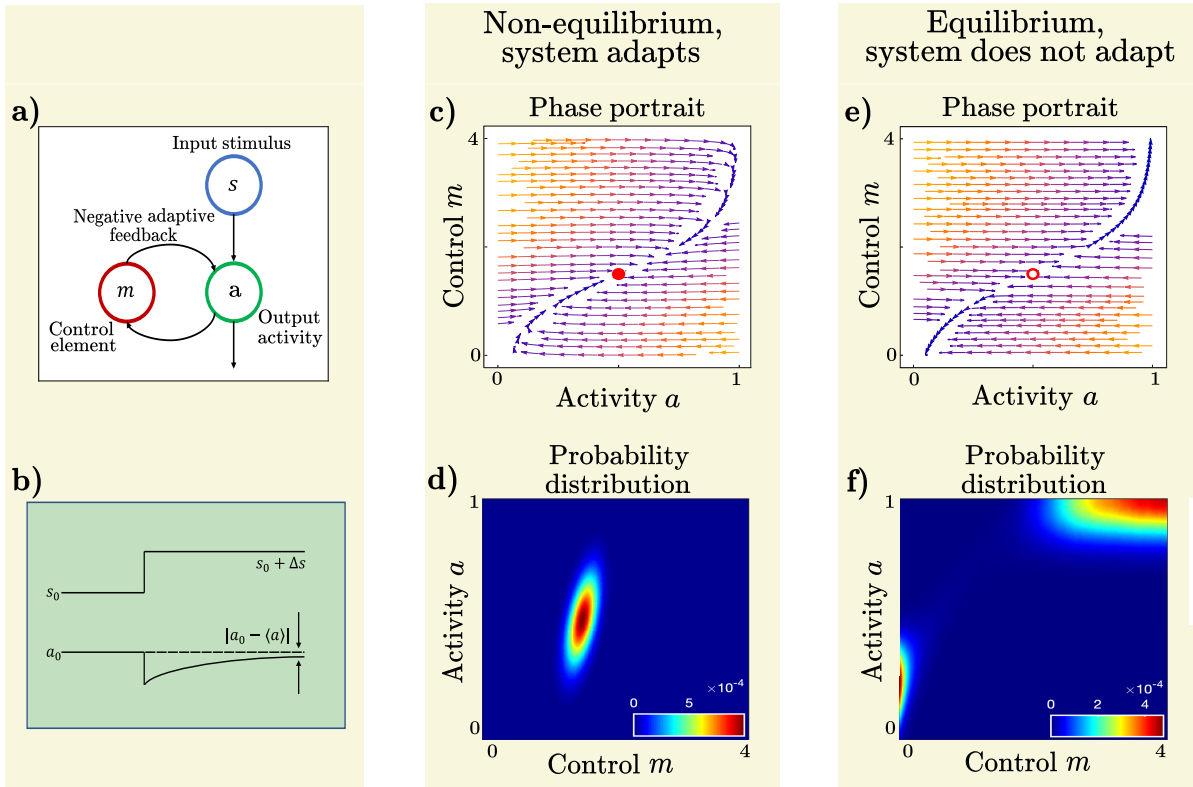 Non-equilibrium,
system adapts
Equilibrium,
system does not adapt
a)
Input stimulus
s
Negative adaptive
feedback
m
a
Control
element
Output
activity
b)
s₀
s₀ + Δs
a₀
|a₀ − ⟨a⟩|
c)
Phase portrait
4
Control m
0
0
1
Activity a
d)
Probability
distribution
1
Activity a
×10⁻⁴
0 5
0
0
4
Control m
e)
Phase portrait
4
Control m
0
0
1
Activity a
f)
Probability
distribution
1
Activity a
×10⁻⁴
0 2 4
0
0
4
Control m